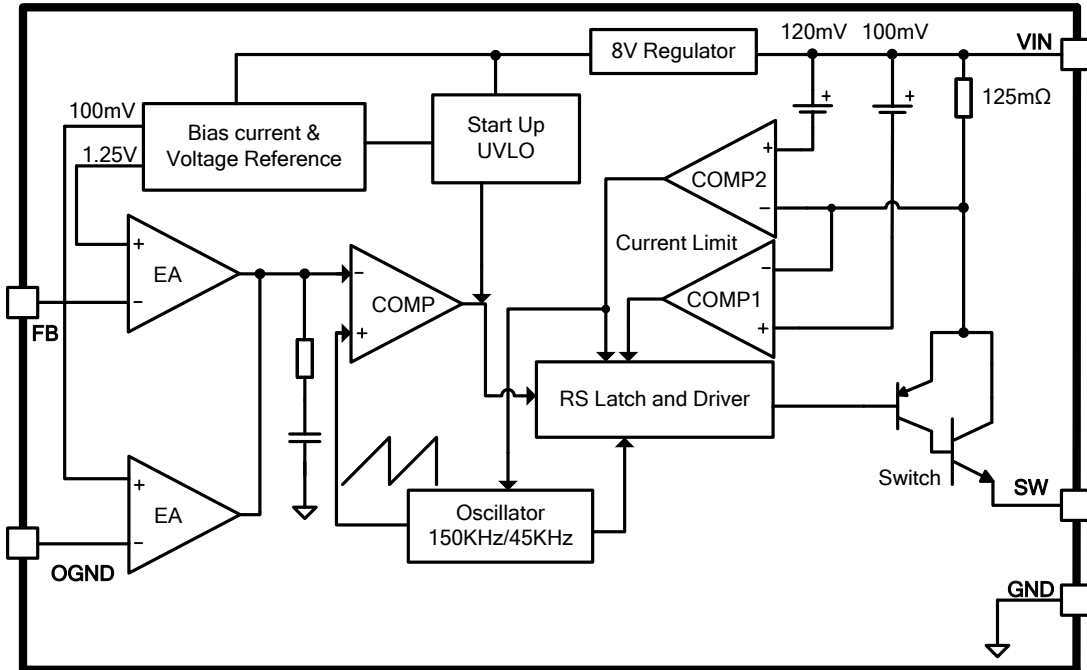 120mV
100mV
VIN
8V Regulator
125mΩ
100mV
Bias current &
Voltage Reference
Start Up
UVLO
1.25V
+
+
+
COMP2
−
+
EA
−
FB
Current Limit
−
COMP1
+
−
COMP
+
RS Latch and Driver
Switch
SW
+
EA
−
OGND
Oscillator
150KHz/45KHz
GND